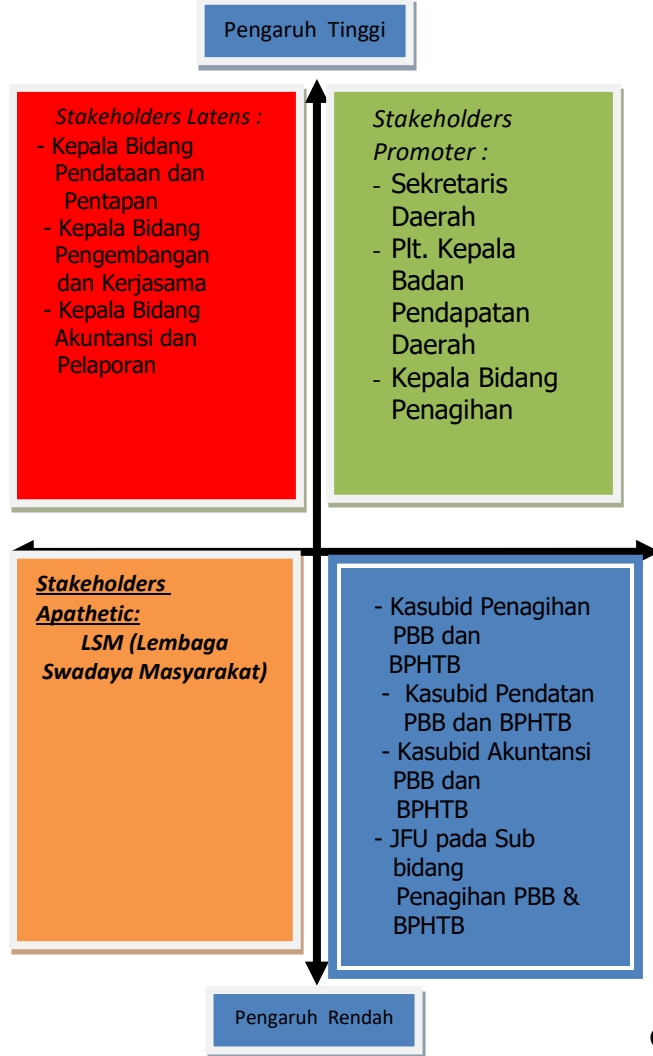 Pengaruh Tinggi
Stakeholders Latens :
- Kepala Bidang
Pendataan dan
Pentapan
- Kepala Bidang
Pengembangan
dan Kerjasama
- Kepala Bidang
Akuntansi dan
Pelaporan
Stakeholders
Promoter :
- Sekretaris
Daerah
- Plt. Kepala
Badan
Pendapatan
Daerah
- Kepala Bidang
Penagihan
Stakeholders
Apathetic:
LSM (Lembaga
Swadaya Masyarakat)
- Kasubid Penagihan
PBB dan
BPHTB
- Kasubid Pendatan
PBB dan BPHTB
- Kasubid Akuntansi
PBB dan
BPHTB
- JFU pada Sub
bidang
Penagihan PBB &
BPHTB
Pengaruh Rendah